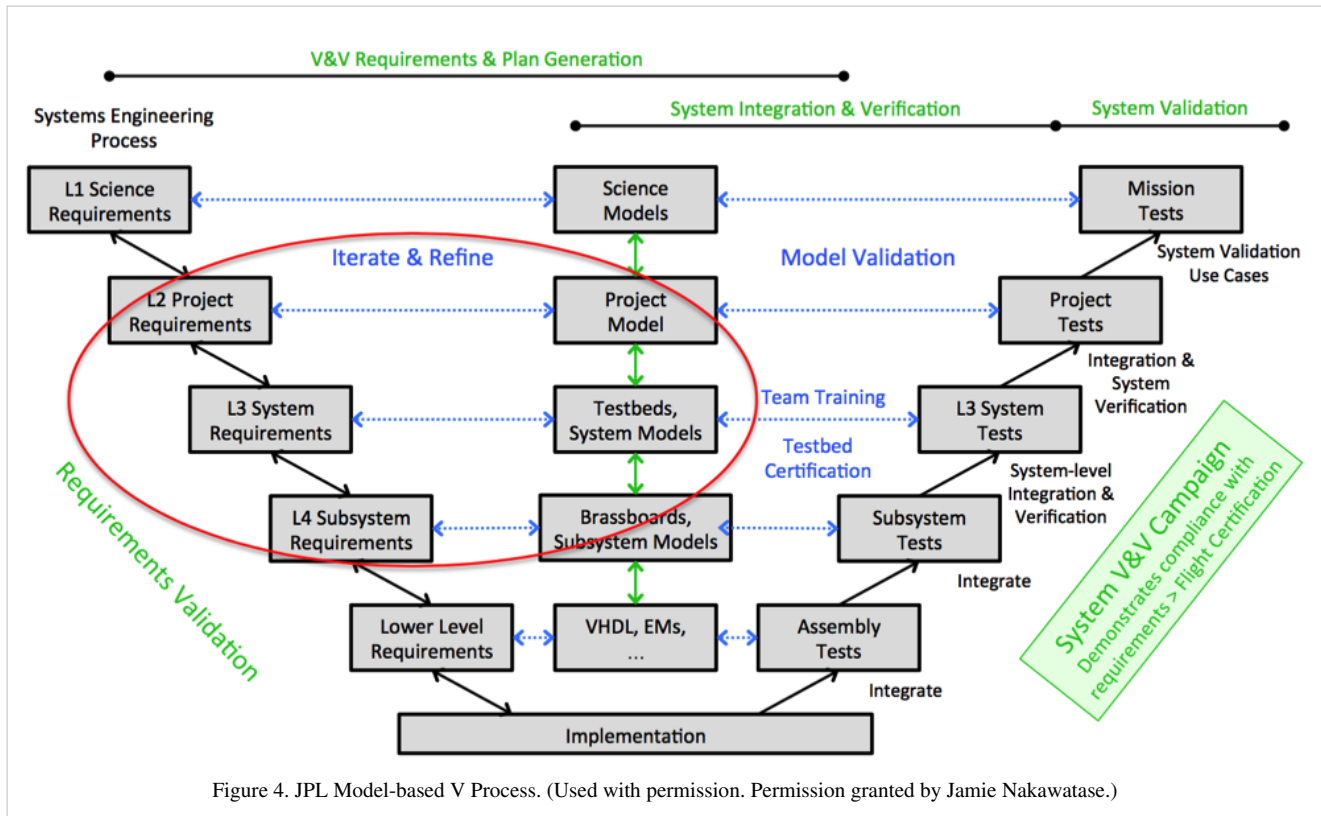 V&V Requirements & Plan Generation
System Integration & Verification
System Validation
Systems Engineering
Process
L1 Science
Requirements
Science
Models
Mission
Tests
Iterate & Refine
Model Validation
System Validation
Use Cases
L2 Project
Requirements
Project
Model
Project
Tests
Integration &
System
Verification
L3 System
Requirements
Testbeds,
System Models
Team Training
Testbed
Certification
L3 System
Tests
System-level
Integration &
Verification
L4 Subsystem
Requirements
Brassboards,
Subsystem Models
Subsystem
Tests
Integrate
Requirements Validation
System V&V Campaign
Demonstrates compliance with
requirements > Flight Certification
Lower Level
Requirements
VHDL, EMs,
...
Assembly
Tests
Integrate
Implementation
Figure 4. JPL Model-based V Process. (Used with permission. Permission granted by Jamie Nakawatase.)